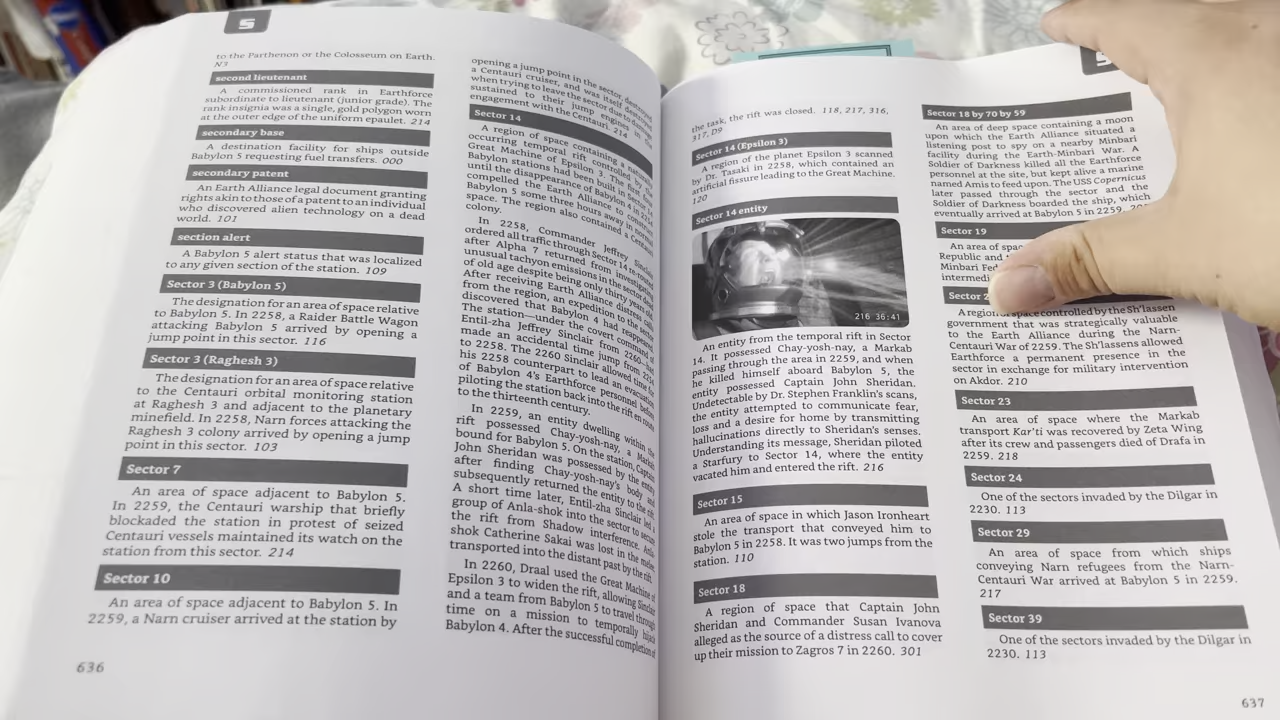 S
to the Parthenon or the Colosseum on Earth.
N3
second lieutenant
A commissioned rank in Earthforce
subordinate to lieutenant (junior grade). The
rank insignia was a single, gold polygon worn
at the outer edge of the uniform epaulet. 214
secondary base
A destination facility for ships outside
Babylon 5 requesting fuel transfers. 000
secondary patent
An Earth Alliance legal document granting
rights akin to those of a patent to an individual
who discovered alien technology on a dead
world. 101
section alert
A Babylon 5 alert status that was localized
to any given section of the station. 109
Sector 3 (Babylon 5)
The designation for an area of space relative
to Babylon 5. In 2258, a Raider Battle Wagon
attacking Babylon 5 arrived by opening a
jump point in this sector. 116
Sector 3 (Raghesh 3)
The designation for an area of space relative
to the Centauri orbital monitoring station
at Raghesh 3 and adjacent to the planetary
minefield. In 2258, Narn forces attacking the
Raghesh 3 colony arrived by opening a jump
point in this sector. 103
Sector 7
An area of space adjacent to Babylon 5.
In 2259, the Centauri warship that briefly
blockaded the station in protest of seized
Centauri vessels maintained its watch on the
station from this sector. 214
Sector 10
An area of space adjacent to Babylon 5. In
2259, a Narn cruiser arrived at the station by
636
opening a jump point in the sector, destroyed
a Centauri cruiser, and was itself destroyed
when trying to leave the sector due to damage
sustained to their jump engines in the
engagement with the Centauri. 214
Sector 14
A region of space containing a naturally
occurring temporal rift controlled by the
Great Machine of Epsilon 3. The first
Babylon stations had been built in Sector 14
until the disappearance of Babylon 4 in
compelled the Earth Alliance to construct
Babylon 5 some three hours away in normal
space. The region also contained a Centauri
colony.
In 2258, Commander Jeffrey Sinclair
ordered all traffic through Sector 14 re-routed
after Alpha 7 returned from investigating
unusual tachyon emissions in the sector dead
of old age despite being only thirty years old.
After receiving Earth Alliance distress calls
from the region, an expedition to the sector
discovered that Babylon 4 had reappeared.
The station—under the covert command of
Entil-zha Jeffrey Sinclair from 2260—had
made an accidental time jump from 2254
to 2258. The 2260 Sinclair allowed time for
his 2258 counterpart to lead an evacuation
of Babylon 4's Earthforce personnel before
piloting the station back into the rift en route
to the thirteenth century.
In 2259, an entity dwelling within the
rift possessed Chay-yosh-nay, a Markab
bound for Babylon 5. On the station, Captain
John Sheridan was possessed by the entity
after finding Chay-yosh-nay's body and
subsequently returned the entity to the rift.
A short time later, Entil-zha Sinclair led a
group of Anla-shok into the sector to secure
the rift from Shadow interference. Anla-
shok Catherine Sakai was lost in the melee,
transported into the distant past by the rift.
In 2260, Draal used the Great Machine of
Epsilon 3 to widen the rift, allowing Sinclair
and a team from Babylon 5 to travel through
time on a mission to temporally hijack
Babylon 4. After the successful completion of
S
the task, the rift was closed. 118, 217, 316,
317, D9
Sector 14 (Epsilon 3)
A region of the planet Epsilon 3 scanned
by Dr. Tasaki in 2258, which contained an
artificial fissure leading to the Great Machine.
120
Sector 14 entity
216 36:41
An entity from the temporal rift in Sector
14. It possessed Chay-yosh-nay, a Markab
passing through the area in 2259, and when
he killed himself aboard Babylon 5, the
entity possessed Captain John Sheridan.
Undetectable by Dr. Stephen Franklin's scans,
the entity attempted to communicate fear,
loss and a desire for home by transmitting
hallucinations directly to Sheridan's senses.
Understanding its message, Sheridan piloted
a Starfury to Sector 14, where the entity
vacated him and entered the rift. 216
Sector 15
An area of space in which Jason Ironheart
stole the transport that conveyed him to
Babylon 5 in 2258. It was two jumps from the
station. 110
Sector 18
A region of space that Captain John
Sheridan and Commander Susan Ivanova
alleged as the source of a distress call to cover
up their mission to Zagros 7 in 2260. 301
Sector 18 by 70 by 59
An area of deep space containing a moon
upon which the Earth Alliance situated a
listening post to spy on a nearby Minbari
facility during the Earth-Minbari War. A
Soldier of Darkness killed all the Earthforce
personnel at the site, but kept alive a marine
named Amis to feed upon. The USS Copernicus
later passed through the sector and the
Soldier of Darkness boarded the ship, which
eventually arrived at Babylon 5 in 2259.
Sector 19
An area of
Republic and
Minbari
Sector
A region of space controlled by the Sh'lassen
government that was strategically valuable
to the Earth Alliance during the Narn-
Centauri War of 2259. The Sh'lassens allowed
Earthforce a permanent presence in the
sector in exchange for military intervention
on Akdor. 210
Sector 23
An area of space where the Markab
transport Kar'ti was recovered by Zeta Wing
after its crew and passengers died of Drafa in
2259. 218
Sector 24
One of the sectors invaded by the Dilgar in
2230. 113
Sector 29
An area of space from which ships
conveying Narn refugees from the Narn-
Centauri War arrived at Babylon 5 in 2259.
217
Sector 39
One of the sectors invaded by the Dilgar in
2230. 113
637